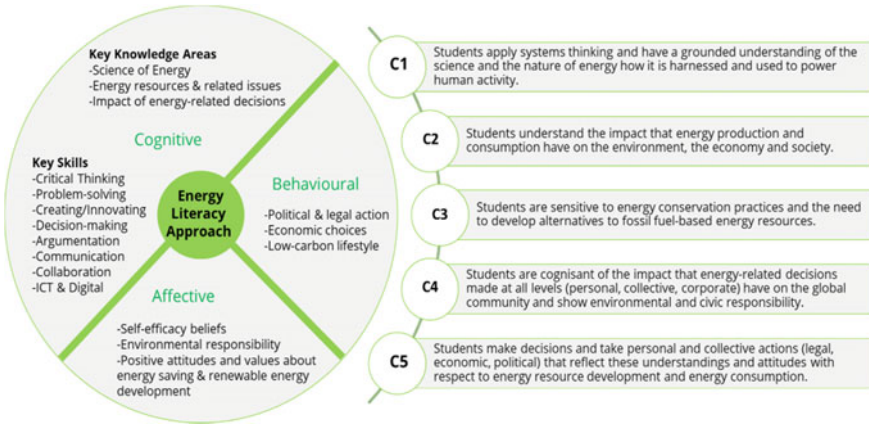 Key Knowledge Areas
-Science of Energy
-Energy resources & related issues
-Impact of energy-related decisions
Cognitive
Key Skills
-Critical Thinking
-Problem-solving
-Creating/Innovating
-Decision-making
-Argumentation
-Communication
-Collaboration
-ICT & Digital
Energy
Literacy
Approach
Behavioural
-Political & legal action
-Economic choices
-Low-carbon lifestyle
Affective
-Self-efficacy beliefs
-Environmental responsibility
-Positive attitudes and values about
energy saving & renewable energy
development
C1
Students apply systems thinking and have a grounded understanding of the
science and the nature of energy how it is harnessed and used to power
human activity.
C2
Students understand the impact that energy production and
consumption have on the environment, the economy and society.
C3
Students are sensitive to energy conservation practices and the need
to develop alternatives to fossil fuel-based energy resources.
C4
Students are cognisant of the impact that energy-related decisions
made at all levels (personal, collective, corporate) have on the global
community and show environmental and civic responsibility.
C5
Students make decisions and take personal and collective actions (legal,
economic, political) that reflect these understandings and attitudes with
respect to energy resource development and energy consumption.